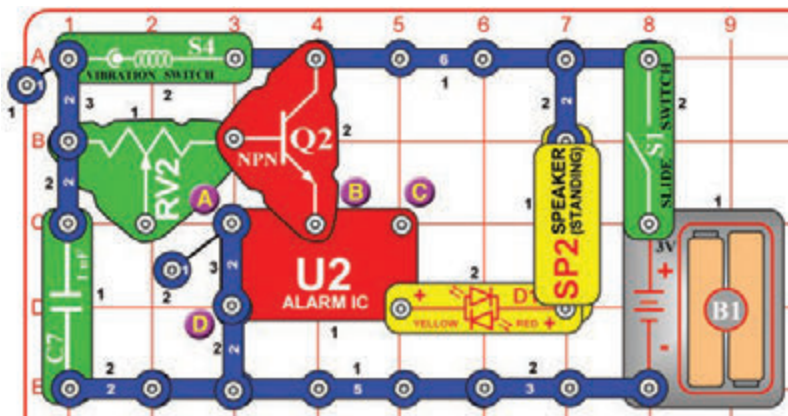 1 2 3 4 5 6 7 8 9
A
S4
VIBRATION SWITCH
6
1
1
2
3
2
1
2
2
2
2
B
NPN
Q2
2
S1
SLIDE SWITCH
RV2
A
B
C
SP2
SPEAKER
(STANDING)
1
1
C
3V
2
1
2
3
2
U2
ALARM IC
1
2
+
D1
YELLOW
RED +
+
B1
-
C7
1
D
D
2
2
E
2
2
1
5
2
3